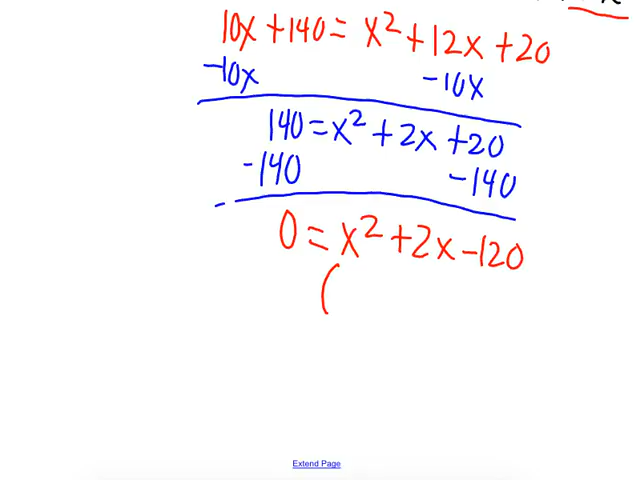 10x + 140 = x² + 12x + 20
-10x -10x
140 = x² + 2x + 20
-140 -140
0 = x² + 2x - 120
(
Extend Page